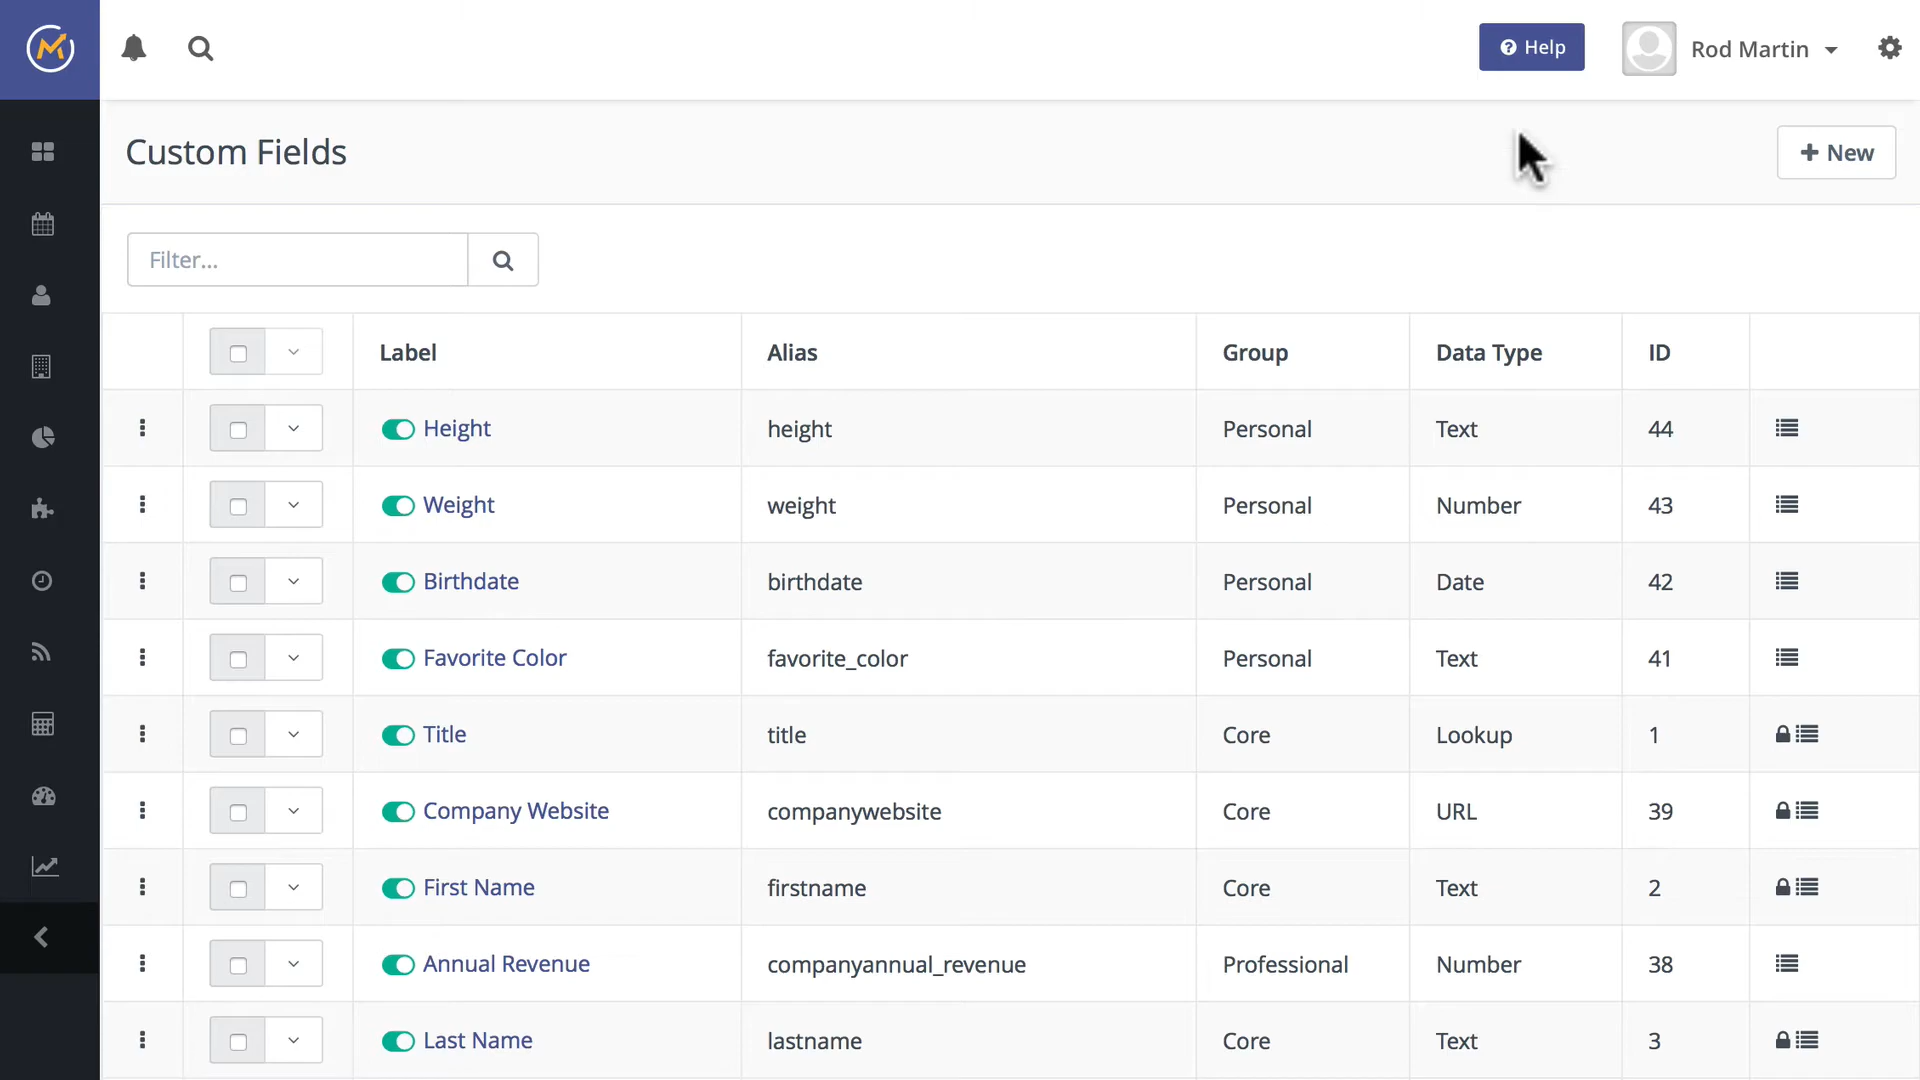 Help
Rod Martin
Custom Fields
New
Filter...
Label Alias Group Data Type ID
Height height Personal Text 44
Weight weight Personal Number 43
Birthdate birthdate Personal Date 42
Favorite Color favorite_color Personal Text 41
Title title Core Lookup 1
Company Website companywebsite Core URL 39
First Name firstname Core Text 2
Annual Revenue companyannual_revenue Professional Number 38
Last Name lastname Core Text 3